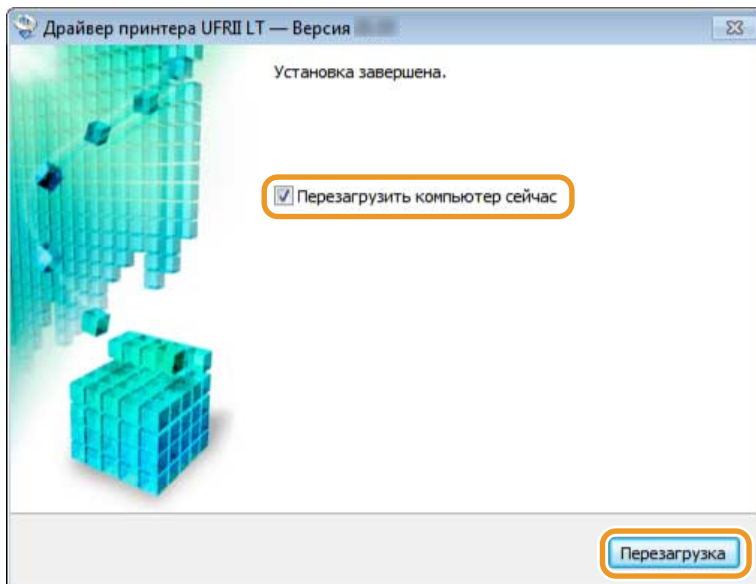 Драйвер принтера UFRII LT — Версия
Установка завершена.
Перезагрузить компьютер сейчас
Перезагрузка